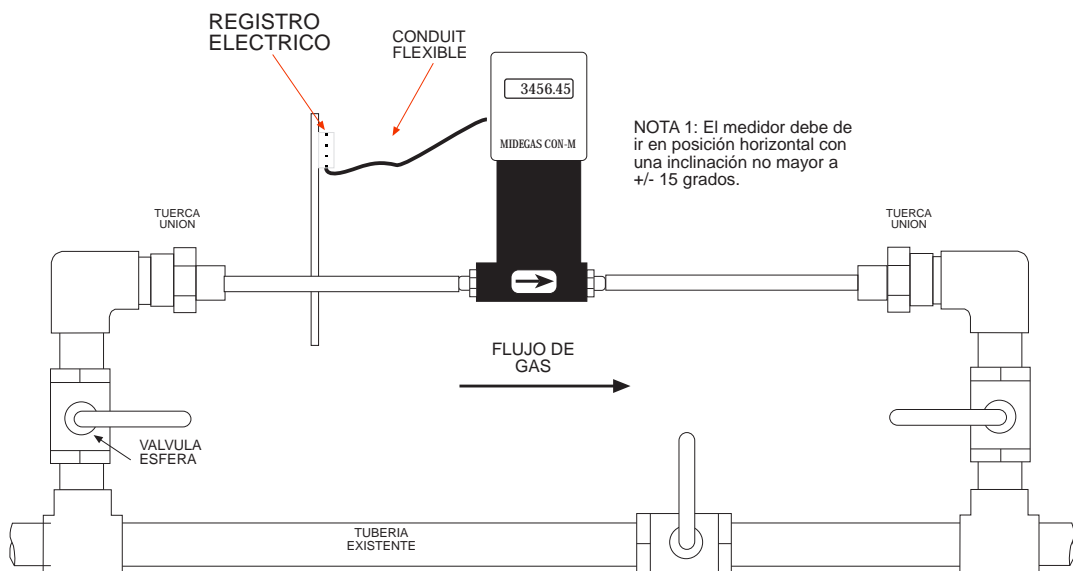 REGISTRO
ELECTRICO
CONDUIT
FLEXIBLE
3456.45
MIDEGAS CON-M
NOTA 1: El medidor debe de
ir en posición horizontal con
una inclinación no mayor a
+/- 15 grados.
TUERCA
UNION
TUERCA
UNION
FLUJO DE
GAS
VALVULA
ESFERA
TUBERIA
EXISTENTE